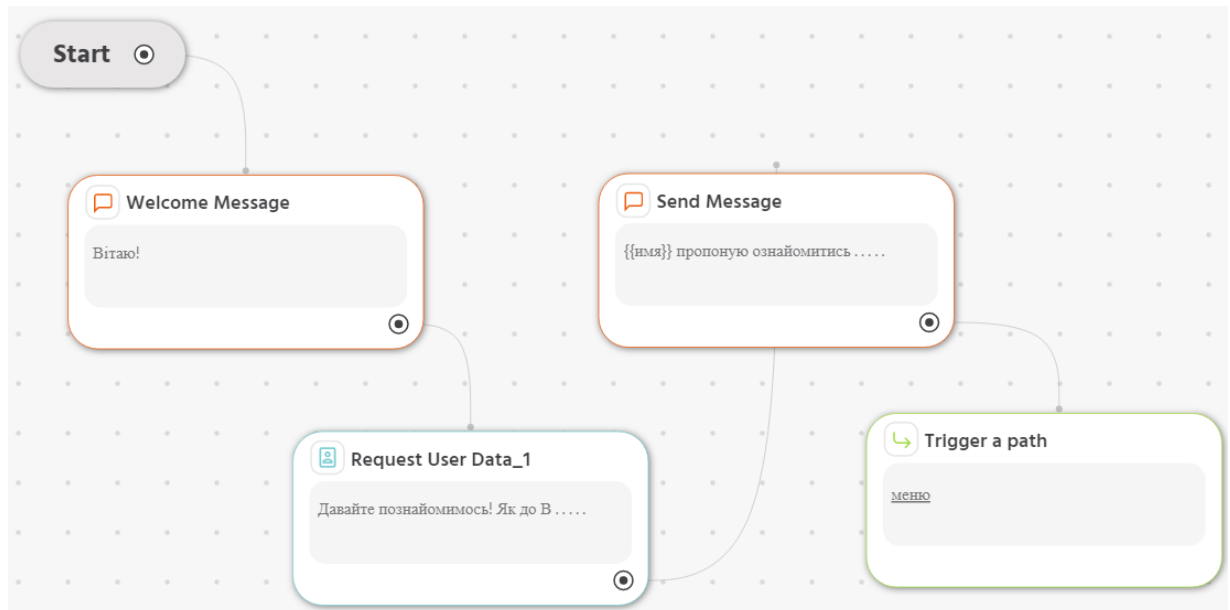 Start
Welcome Message
Вітаю!
Send Message
{{имя}} пропоную ознайомитись . . . . .
Request User Data_1
Давайте познайомимось! Як до В . . . . .
Trigger a path
меню